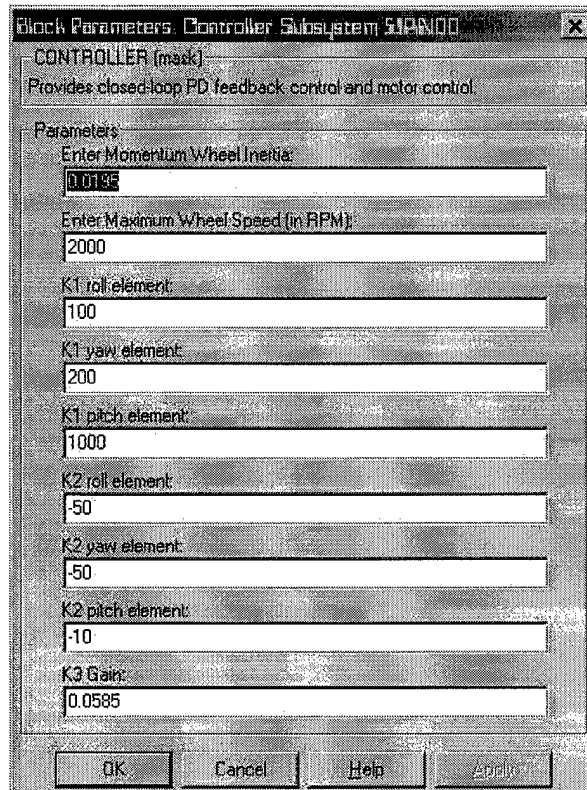 Block Parameters: Controller Subsystem 9JAN00
CONTROLLER (mask)
Provides closed-loop PD feedback control and motor control.
Parameters
Enter Momentum Wheel Inertia:
0.0195
Enter Maximum Wheel Speed (in RPM):
2000
K1 roll element:
100
K1 yaw element:
200
K1 pitch element:
1000
K2 roll element:
-50
K2 yaw element:
-50
K2 pitch element:
-10
K3 Gain:
0.0585
OK
Cancel
Help
Apply